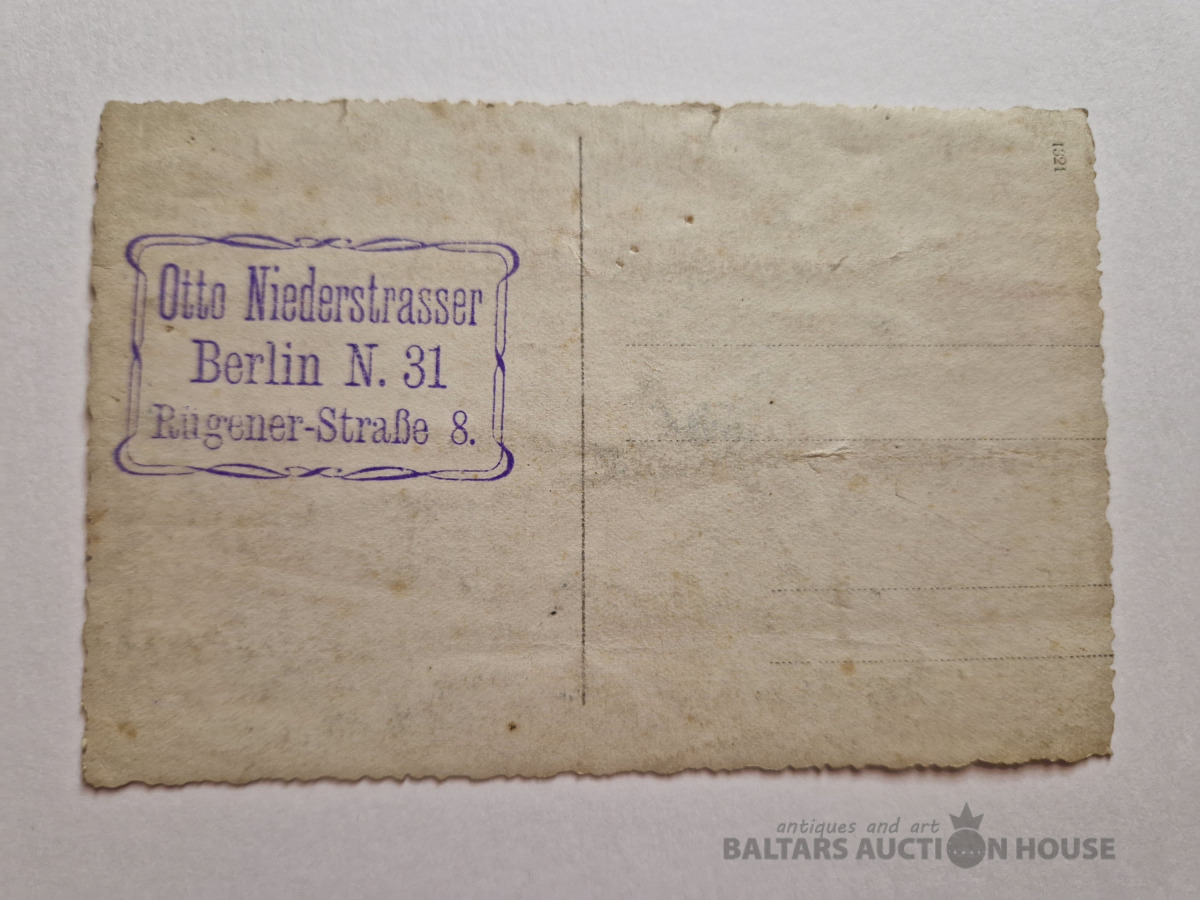 Otto Niederstrasser
Berlin N. 31
Rügener-Straße 8.
1321
antiques and art
BALTARS AUCTION HOUSE